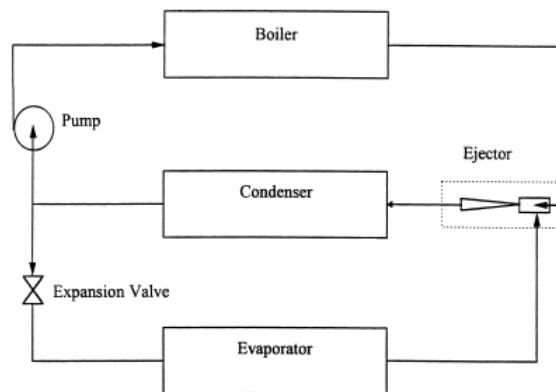 Boiler
Pump
Ejector
Condenser
Expansion Valve
Evaporator